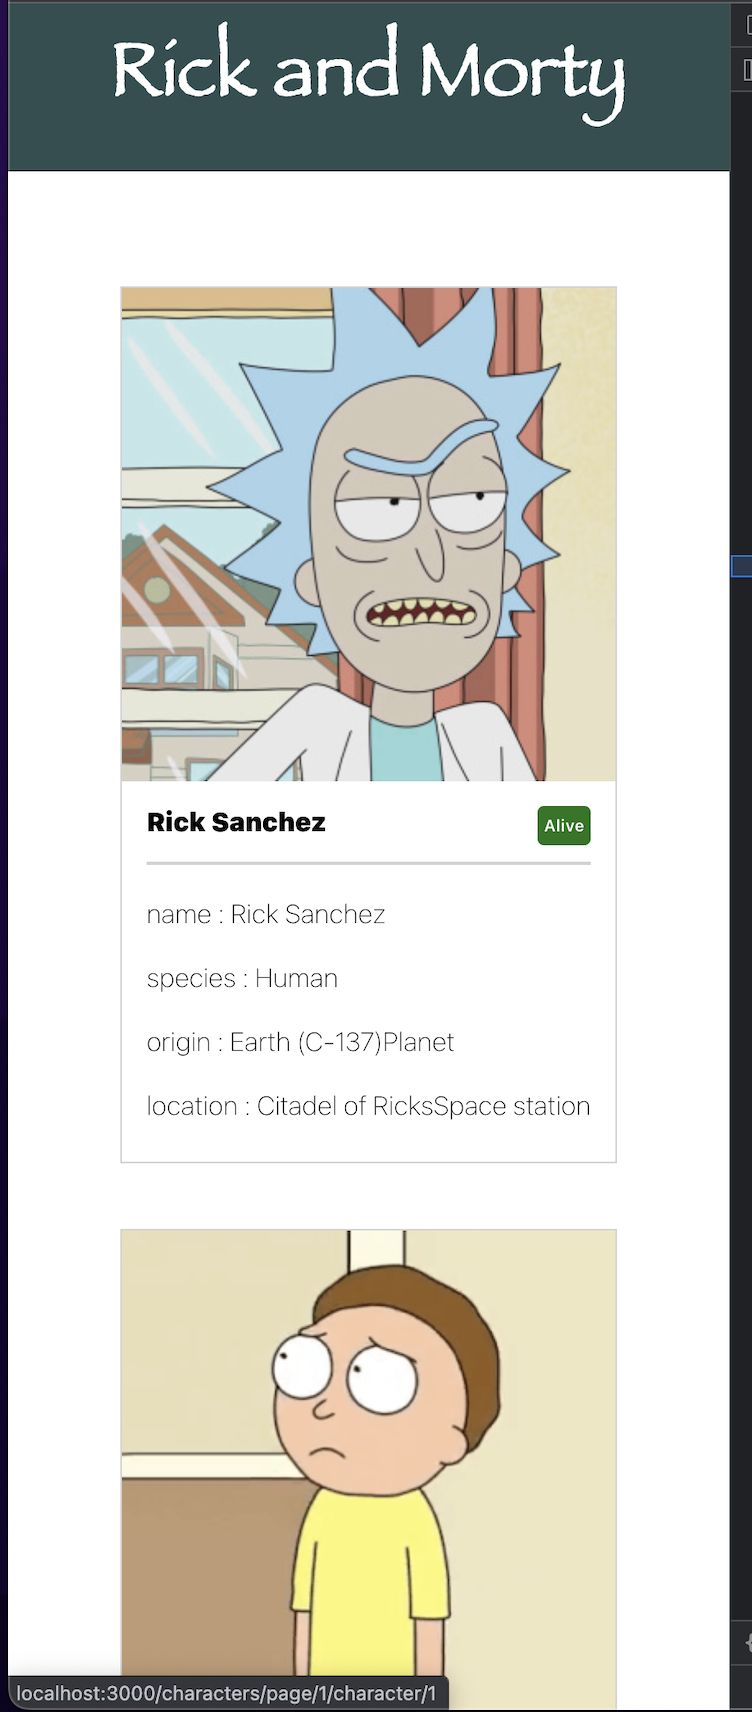 Rick and Morty
Rick Sanchez
Alive
name : Rick Sanchez
species : Human
origin : Earth (C-137)Planet
location : Citadel of RicksSpace station
localhost:3000/characters/page/1/character/1